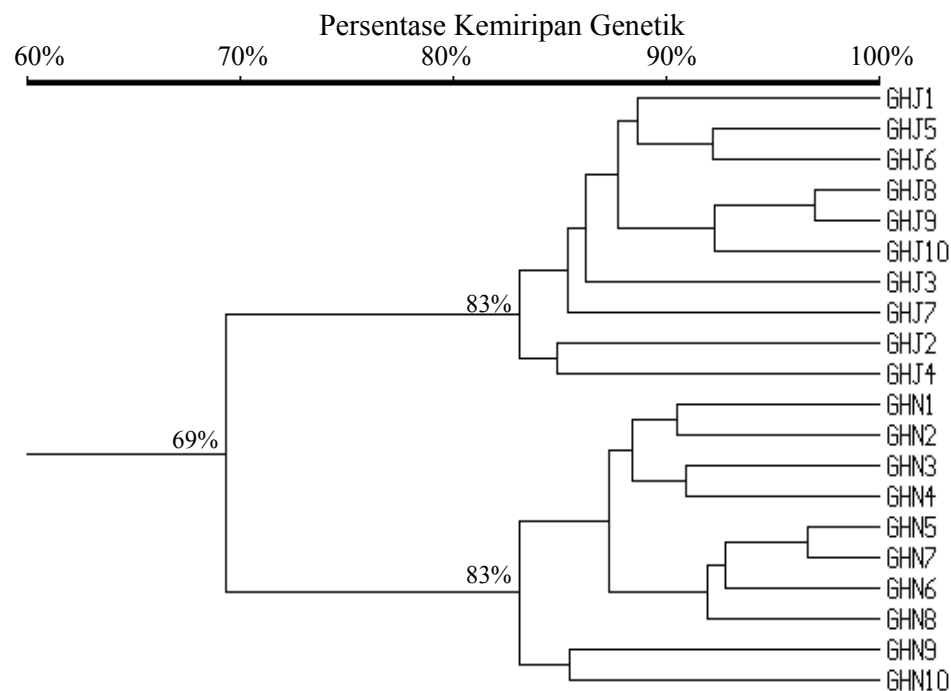 Persentase Kemiripan Genetik
60% 70% 80% 90% 100%
GHJ1
GHJ5
GHJ6
GHJ8
GHJ9
GHJ10
GHJ3
83%
GHJ7
GHJ2
GHJ4
GHN1
69%
GHN2
GHN3
GHN4
GHN5
GHN7
83%
GHN6
GHN8
GHN9
GHN10